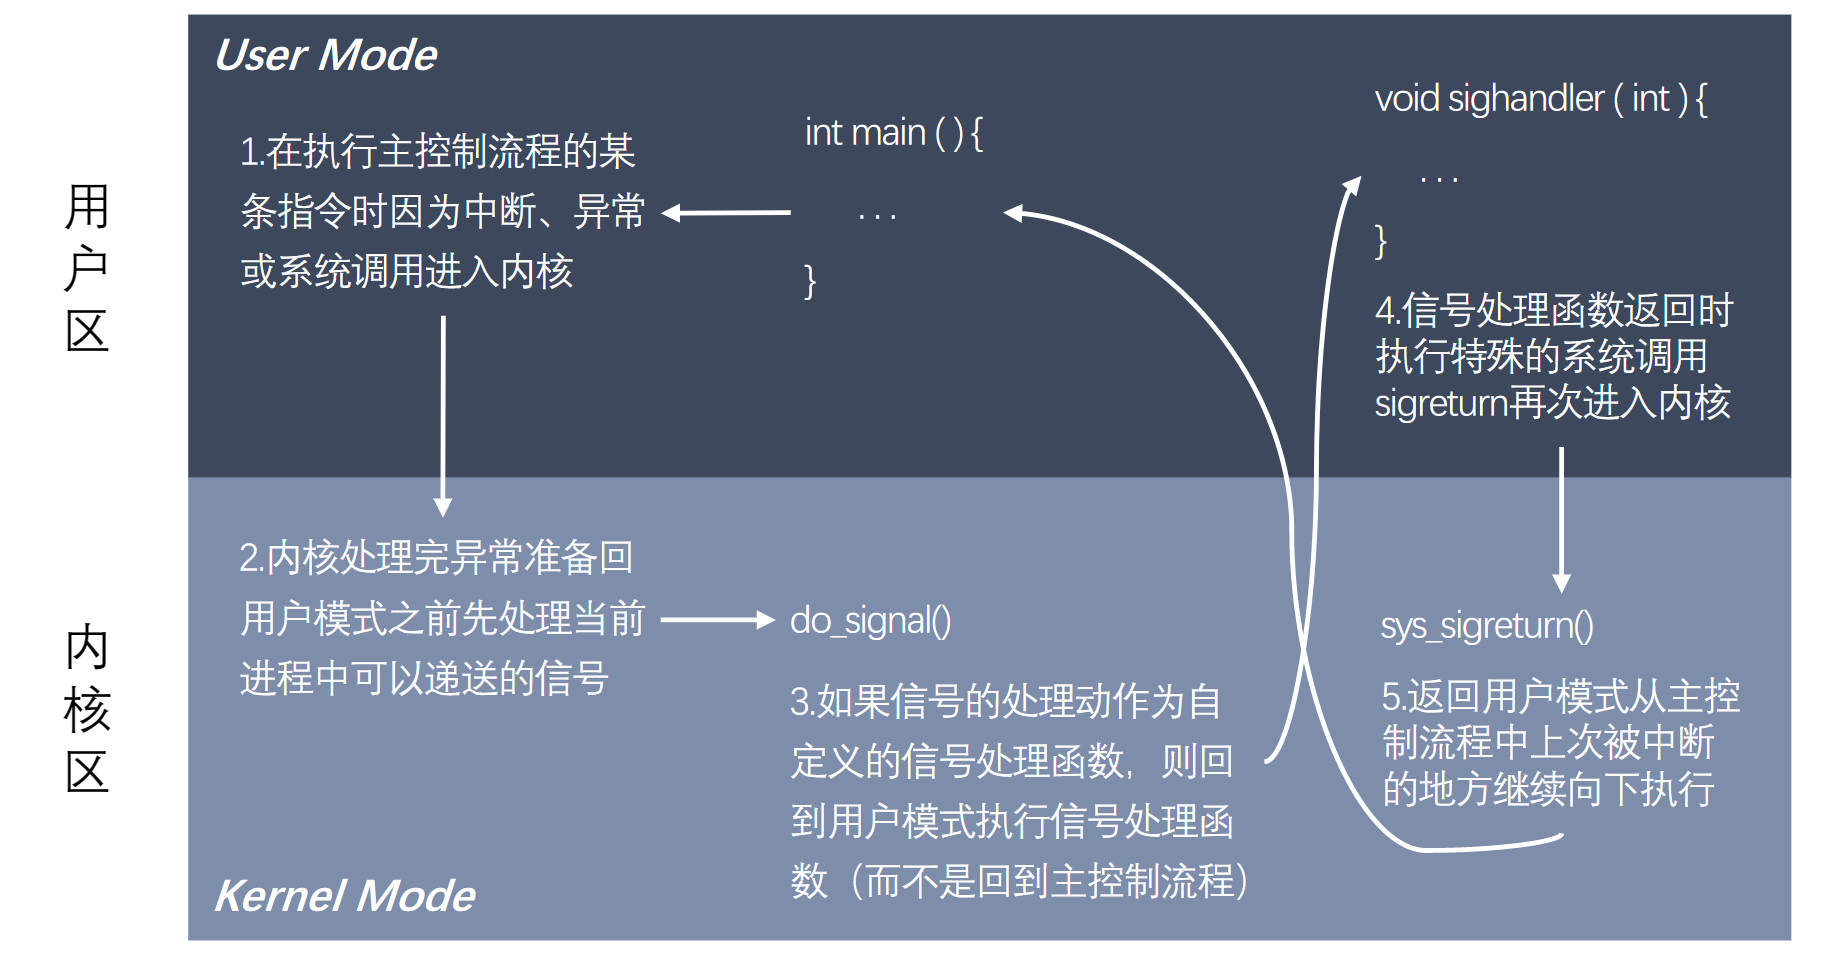 用
户
区
User Mode
1.在执行主控制流程的某
条指令时因为中断、异常
或系统调用进入内核
int main ( ) {
...
}
void sighandler ( int ) {
...
}
4.信号处理函数返回时
执行特殊的系统调用
sigreturn再次进入内核
内
核
区
2.内核处理完异常准备回
用户模式之前先处理当前
进程中可以递送的信号
do_signal()
3.如果信号的处理动作为自
定义的信号处理函数，则回
到用户模式执行信号处理函
数（而不是回到主控制流程）
sys_sigreturn()
5.返回用户模式从主控
制流程中上次被中断
的地方继续向下执行
Kernel Mode